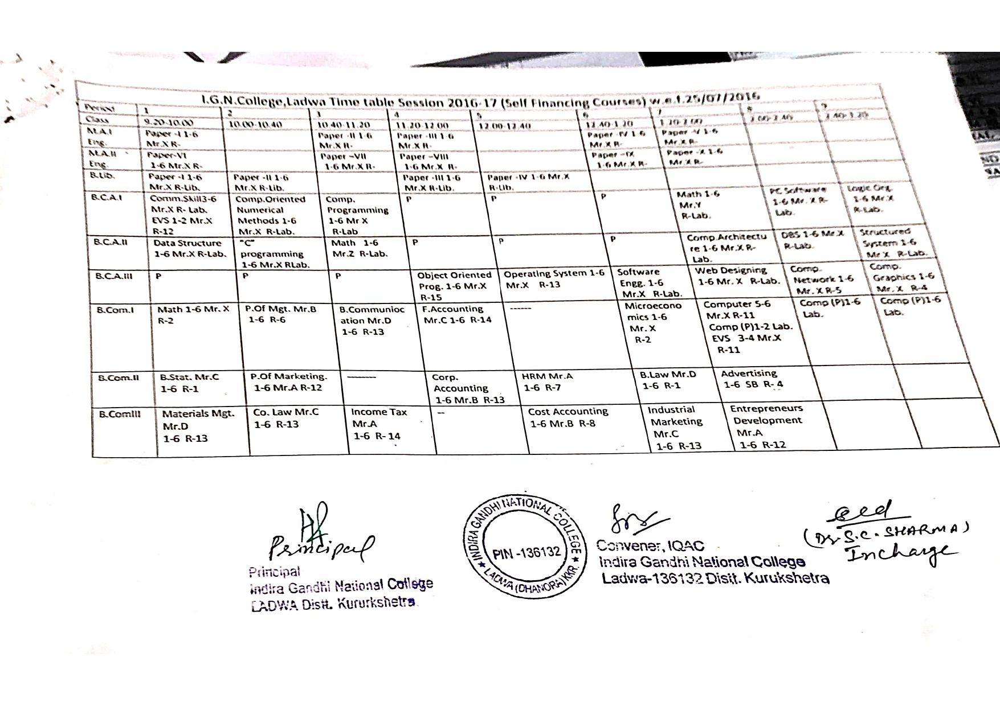 I.G.N.College,Ladwa Time table Session 2016-17 (Self Financing Courses) w.e.f.25/07/2016
Period 1 2 3 4 5 6 7 8 9
Class 9.20-10.00 10.00-10.40 10.40-11.20 11.20-12.00 12.00-12.40 12.40-1.20 1.20-2.00 2.00-2.40 2.40-3.20
M.A.I Paper -I 1-6 Paper -II 1-6 Paper -III 1-6 Paper -IV 1-6 Paper -V 1-6
Eng. Mr.X R- Mr.X R- Mr.X R- Mr.X R- Mr.X R-
M.A.II Paper-VI Paper –VII Paper –VIII Paper –IX Paper -X 1-6
Eng. 1-6 Mr.X R- 1-6 Mr.X R- 1-6 Mr.X R- 1-6 Mr.X R- Mr.X R-
B.Lib. Paper -I 1-6 Paper -II 1-6 Paper -III 1-6 Paper -IV 1-6 Mr.X
Mr.X R-Lib. Mr.X R-Lib. Mr.X R-Lib. R-Lib.
B.C.A.I Comm.Skill3-6 Comp.Oriented Comp. P P P Math 1-6 PC Software Logic Org.
Mr.X R- Lab. Numerical Programming Mr.Y 1-6 Mr. X R- 1-6 Mr.X
EVS 1-2 Mr.X Methods 1-6 1-6 Mr X R-Lab. Lab. R-Lab.
R-12 Mr.X R-Lab. R-Lab
B.C.A.II Data Structure "C" Math 1-6 P P P Comp.Architectu DBS 1-6 Mr.X Structured
1-6 Mr.X R-Lab. programming Mr.Z R-Lab. re 1-6 Mr.X R- R-Lab. System 1-6
1-6 Mr.X RLab. Lab. Mr X R-Lab.
B.C.A.III P P P Object Oriented Operating System 1-6 Software Web Designing Comp. Comp.
Prog. 1-6 Mr.X Mr.X R-13 Engg. 1-6 1-6 Mr. X R-Lab. Network 1-6 Graphics 1-6
R-15 Mr.X R-Lab. Mr. X R-5 Mr. X R-4
B.Com.I Math 1-6 Mr. X P.Of Mgt. Mr.B B.Communioc F.Accounting ------ Microecono Computer 5-6 Comp (P)1-6 Comp (P)1-6
R-2 1-6 R-6 ation Mr.D Mr.C 1-6 R-14 mics 1-6 Mr.X R-11 Lab. Lab.
1-6 R-13 Mr. X Comp (P)1-2 Lab.
R-2 EVS 3-4 Mr.X
R-11
B.Com.II B.Stat. Mr.C P.Of Marketing. -------- Corp. HRM Mr.A B.Law Mr.D Advertising
1-6 R-1 1-6 Mr.A R-12 Accounting 1-6 R-7 1-6 R-1 1-6 SB R- 4
1-6 Mr.B R-13
B.ComIII Materials Mgt. Co. Law Mr.C Income Tax -- Cost Accounting Industrial Entrepreneurs
Mr.D 1-6 R-13 Mr.A 1-6 Mr.B R-8 Marketing Development
1-6 R-13 1-6 R- 14 Mr.C Mr.A
1-6 R-13 1-6 R-12
Principal
Principal
Indira Gandhi National College
LADWA Distt. Kururkshetra
INDIRA GANDHI NATIONAL COLLEGE
PIN -136132
★ LADWA (DHANORA) KKR. ★
Convener, IQAC
Indira Gandhi National College
Ladwa-136132 Distt. Kurukshetra
(Dr. S.C. SHARMA)
Incharge